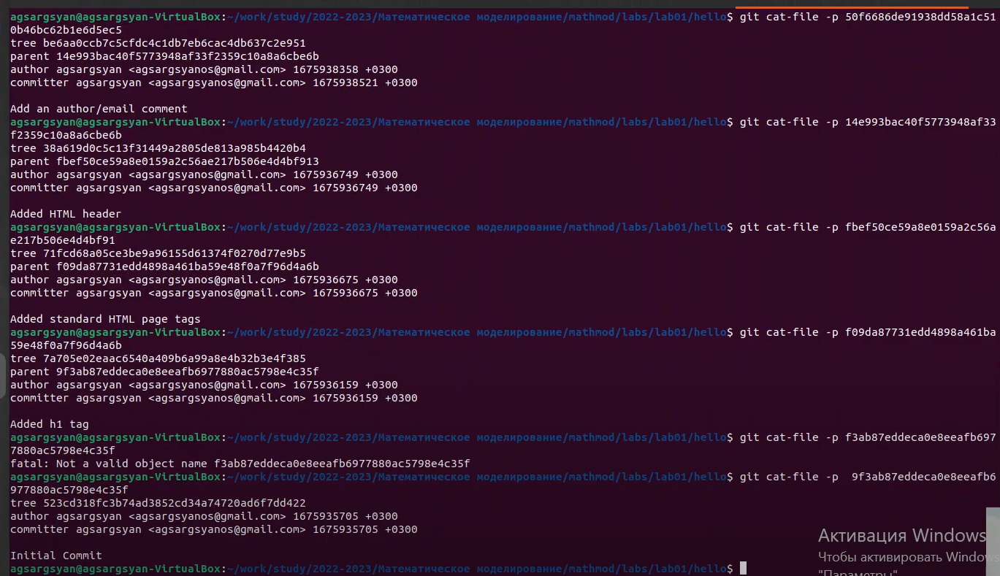 agsargsyan@agsargsyan-VirtualBox:~/work/study/2022-2023/Математическое моделирование/mathmod/labs/lab01/hello$ git cat-file -p 50f6686de91938dd58a1c51
0b46bc62b1e6d5ec5
tree be6aa0ccb7c5cfdc4c1db7eb6cac4db637c2e951
parent 14e993bac40f5773948af33f2359c10a8a6cbe6b
author agsargsyan <agsargsyanos@gmail.com> 1675938358 +0300
committer agsargsyan <agsargsyanos@gmail.com> 1675938521 +0300
Add an author/email comment
agsargsyan@agsargsyan-VirtualBox:~/work/study/2022-2023/Математическое моделирование/mathmod/labs/lab01/hello$ git cat-file -p 14e993bac40f5773948af33
f2359c10a8a6cbe6b
tree 38a619d0c5c13f31449a2805de813a985b4420b4
parent fbef50ce59a8e0159a2c56ae217b506e4d4bf913
author agsargsyan <agsargsyanos@gmail.com> 1675936749 +0300
committer agsargsyan <agsargsyanos@gmail.com> 1675936749 +0300
Added HTML header
agsargsyan@agsargsyan-VirtualBox:~/work/study/2022-2023/Математическое моделирование/mathmod/labs/lab01/hello$ git cat-file -p fbef50ce59a8e0159a2c56a
e217b506e4d4bf91
tree 71fcd68a05ce3be9a96155d61374f0270d77e9b5
parent f09da87731edd4898a461ba59e48f0a7f96d4a6b
author agsargsyan <agsargsyanos@gmail.com> 1675936675 +0300
committer agsargsyan <agsargsyanos@gmail.com> 1675936675 +0300
Added standard HTML page tags
agsargsyan@agsargsyan-VirtualBox:~/work/study/2022-2023/Математическое моделирование/mathmod/labs/lab01/hello$ git cat-file -p f09da87731edd4898a461ba
59e48f0a7f96d4a6b
tree 7a705e02eaac6540a409b6a99a8e4b32b3e4f385
parent 9f3ab87eddeca0e8eeafb6977880ac5798e4c35f
author agsargsyan <agsargsyanos@gmail.com> 1675936159 +0300
committer agsargsyan <agsargsyanos@gmail.com> 1675936159 +0300
Added h1 tag
agsargsyan@agsargsyan-VirtualBox:~/work/study/2022-2023/Математическое моделирование/mathmod/labs/lab01/hello$ git cat-file -p f3ab87eddeca0e8eeafb697
7880ac5798e4c35f
fatal: Not a valid object name f3ab87eddeca0e8eeafb6977880ac5798e4c35f
agsargsyan@agsargsyan-VirtualBox:~/work/study/2022-2023/Математическое моделирование/mathmod/labs/lab01/hello$ git cat-file -p  9f3ab87eddeca0e8eeafb6
977880ac5798e4c35f
tree 523cd318fc3b74ad3852cd34a74720ad6f7dd422
author agsargsyan <agsargsyanos@gmail.com> 1675935705 +0300
committer agsargsyan <agsargsyanos@gmail.com> 1675935705 +0300
Initial Commit
agsargsyan@agsargsyan-VirtualBox:~/work/study/2022-2023/Математическое моделирование/mathmod/labs/lab01/hello$
Активация Windows
Чтобы активировать Windows
"Параметры"